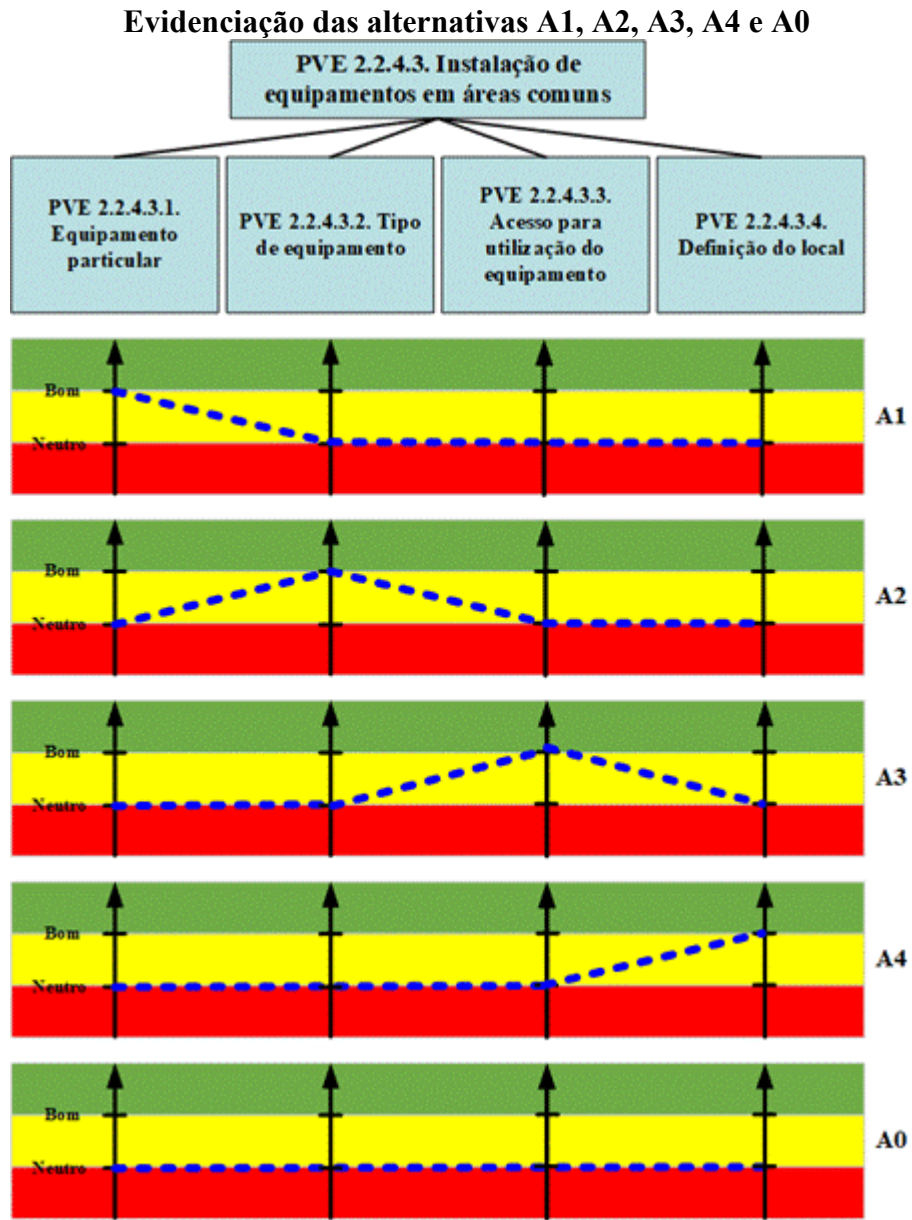 Evidenciação das alternativas A1, A2, A3, A4 e A0
PVE 2.2.4.3. Instalação de
equipamentos em áreas comuns
PVE 2.2.4.3.1.
Equipamento
particular
PVE 2.2.4.3.2. Tipo
de equipamento
PVE 2.2.4.3.3.
Acesso para
utilização do
equipamento
PVE 2.2.4.3.4.
Definição do local
Bom
Neutro
A1
Bom
Neutro
A2
Bom
Neutro
A3
Bom
Neutro
A4
Bom
Neutro
A0